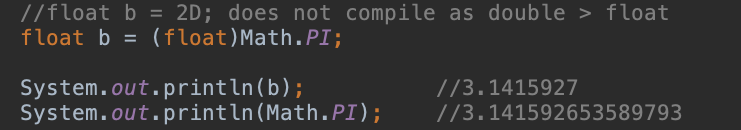 //float b = 2D; does not compile as double > float
float b = (float)Math.PI;
System.out.println(b); //3.1415927
System.out.println(Math.PI); //3.141592653589793